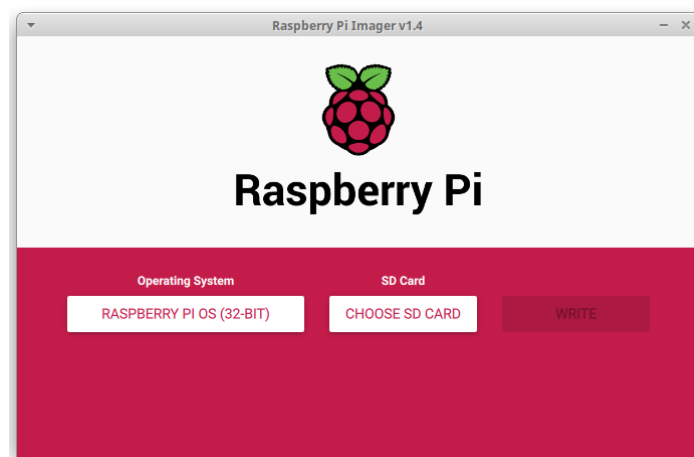 Raspberry Pi Imager v1.4
Raspberry Pi
Operating System
SD Card
RASPBERRY PI OS (32-BIT)
CHOOSE SD CARD
WRITE